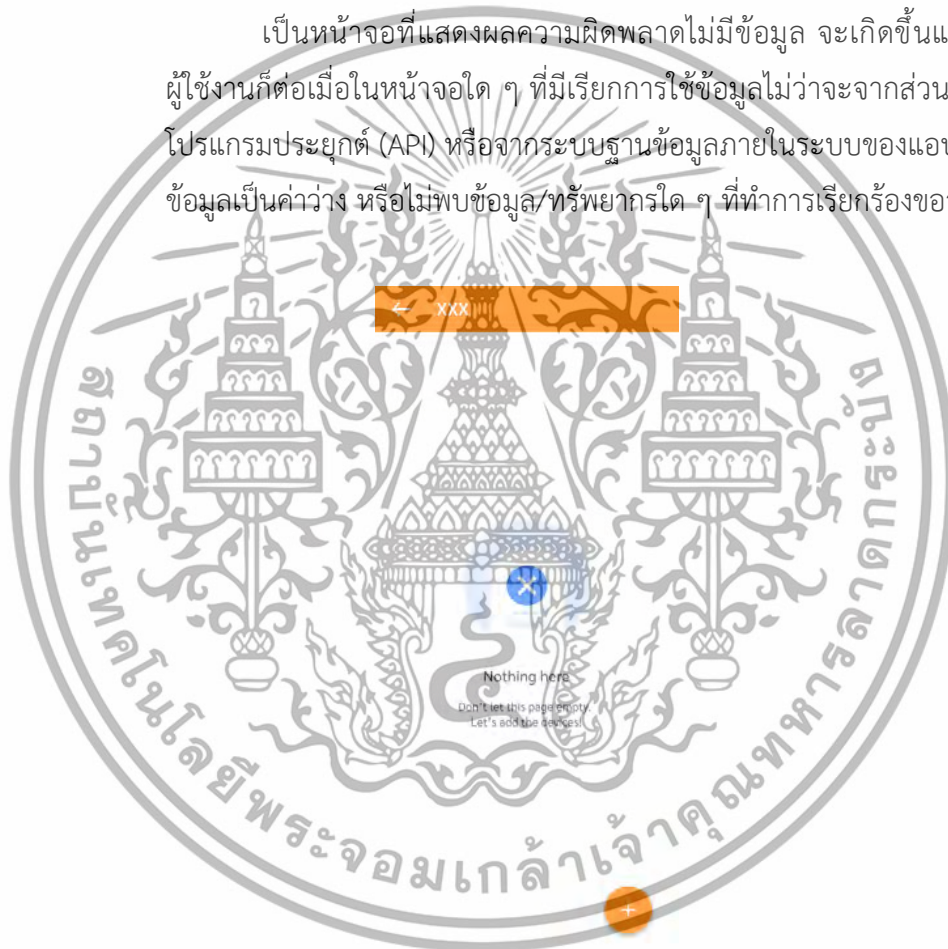 เป็นหน้าจอที่แสดงผลความผิดพลาดไม่มีข้อมูล จะเกิดขึ้นแ
ผู้ใช้งานก็ต่อเมื่อในหน้าจอใด ๆ ที่มีเรียกการใช้ข้อมูลไม่ว่าจะจากส่วน
โปรแกรมประยุกต์ (API) หรือจากระบบฐานข้อมูลภายในระบบของแอป
ข้อมูลเป็นค่าว่าง หรือไม่พบข้อมูล/ทรัพยากรใด ๆ ที่ทำการเรียกร้องขอ
← XXX
Nothing here
Don't let this page empty.
Let's add the devices!
+
สถาบันเทคโนโลยีพระจอมเกล้าเจ้าคุณทหารลาดกระบัง